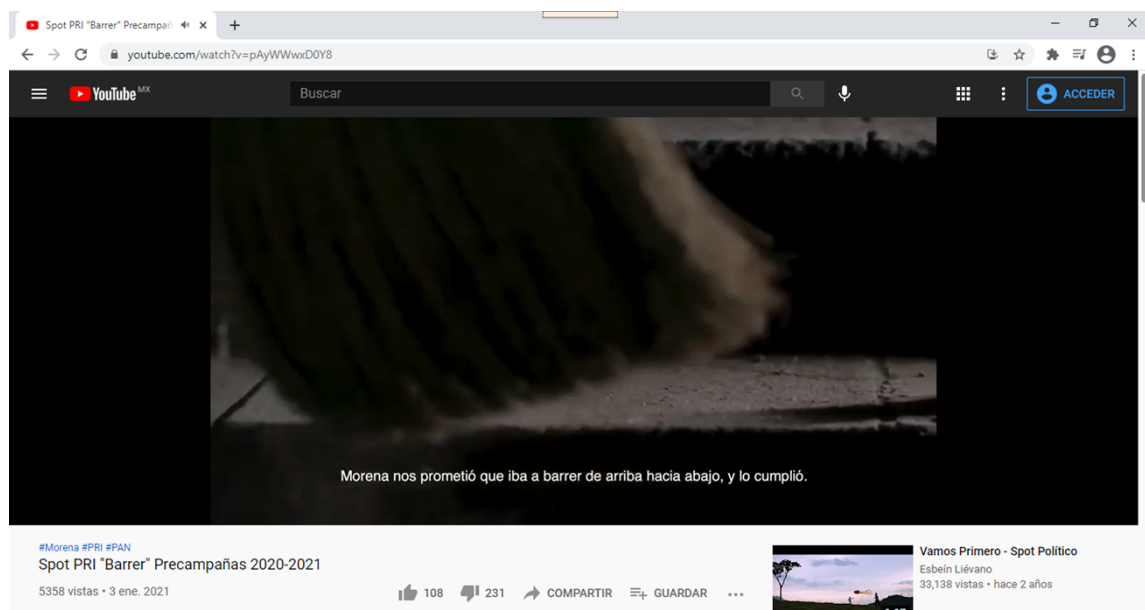 Spot PRI "Barrer" Precampañ
youtube.com/watch?v=pAyWWwxD0Y8
YouTube MX
Buscar
ACCEDER
Morena nos prometió que iba a barrer de arriba hacia abajo, y lo cumplió.
#Morena #PRI #PAN
Spot PRI "Barrer" Precampañas 2020-2021
5358 vistas • 3 ene. 2021
108
231
COMPARTIR
GUARDAR
Vamos Primero - Spot Político
Esbeín Liévano
33,138 vistas • hace 2 años